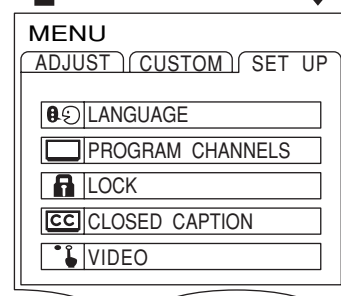 MENU
ADJUST CUSTOM SET UP
LANGUAGE
PROGRAM CHANNELS
LOCK
CC CLOSED CAPTION
VIDEO